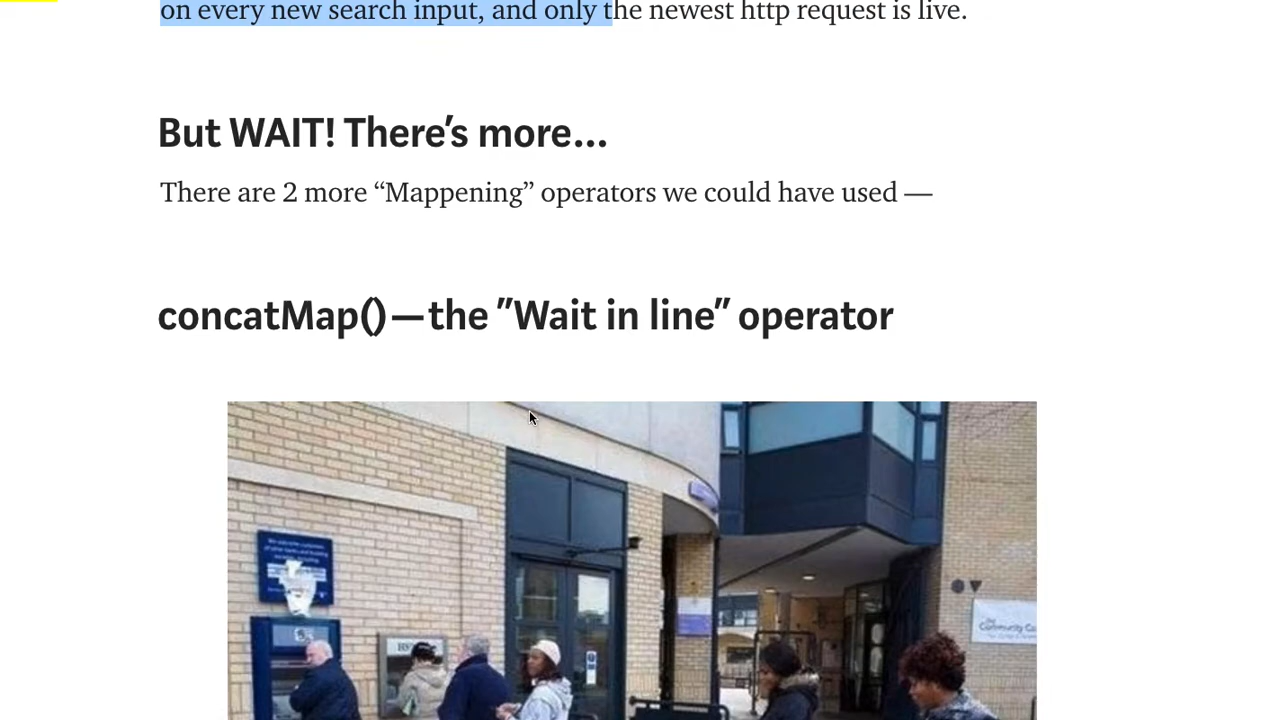 on every new search input, and only the newest http request is live.
But WAIT! There’s more…
There are 2 more “Mappening” operators we could have used —
concatMap() — the ”Wait in line” operator